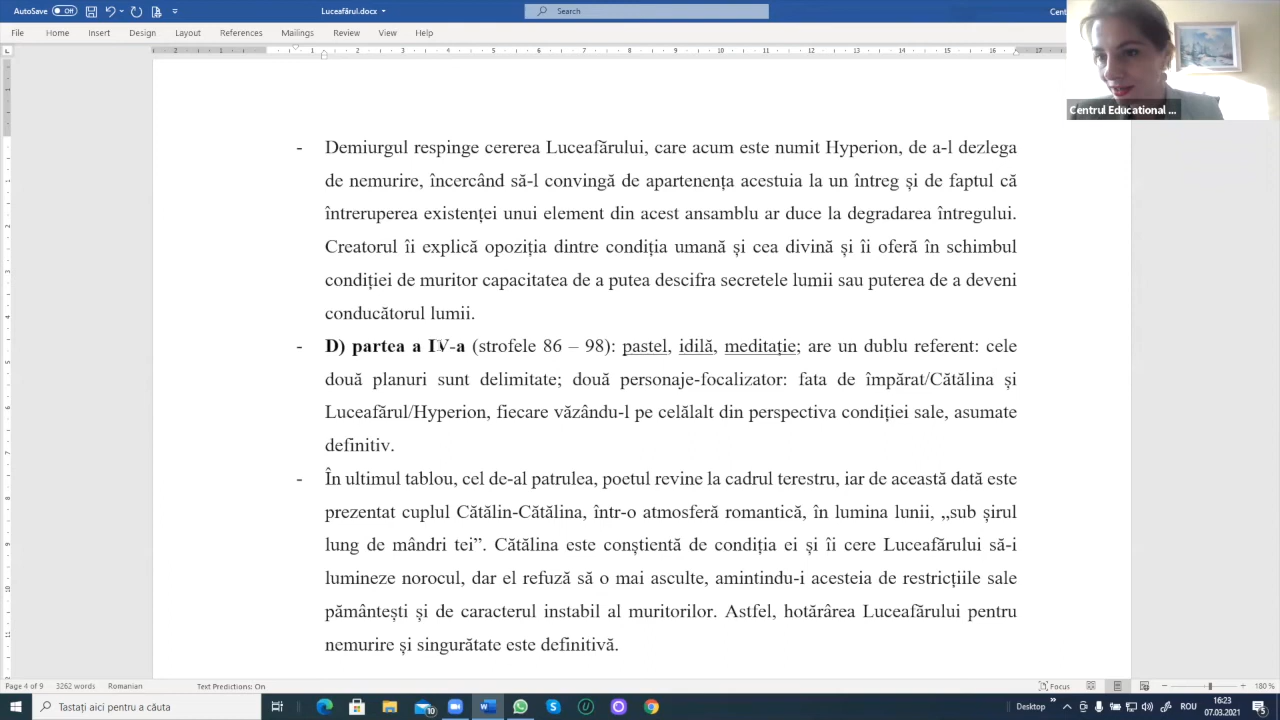 AutoSave Off Luceafărul.docx Search Cent
File Home Insert Design Layout References Mailings Review View Help
Centrul Educational ...
- Demiurgul respinge cererea Luceafărului, care acum este numit Hyperion, de a-l dezlega
de nemurire, încercând să-l convingă de apartenența acestuia la un întreg și de faptul că
întreruperea existenței unui element din acest ansamblu ar duce la degradarea întregului.
Creatorul îi explică opoziția dintre condiția umană și cea divină și îi oferă în schimbul
condiției de muritor capacitatea de a putea descifra secretele lumii sau puterea de a deveni
conducătorul lumii.
- D) partea a IV-a (strofele 86 – 98): pastel, idilă, meditație; are un dublu referent: cele
două planuri sunt delimitate; două personaje-focalizator: fata de împărat/Cătălina și
Luceafărul/Hyperion, fiecare văzându-l pe celălalt din perspectiva condiției sale, asumate
definitiv.
- În ultimul tablou, cel de-al patrulea, poetul revine la cadrul terestru, iar de această dată este
prezentat cuplul Cătălin-Cătălina, într-o atmosferă romantică, în lumina lunii, „sub șirul
lung de mândri tei”. Cătălina este conștientă de condiția ei și îi cere Luceafărului să-i
lumineze norocul, dar el refuză să o mai asculte, amintindu-i acesteia de restricțiile sale
pământești și de caracterul instabil al muritorilor. Astfel, hotărârea Luceafărului pentru
nemurire și singurătate este definitivă.
Page 4 of 9 3262 words Romanian Text Predictions: On Focus 180 %
Tastați aici pentru a căuta 10 Desktop ROU 16:23
07.03.2021